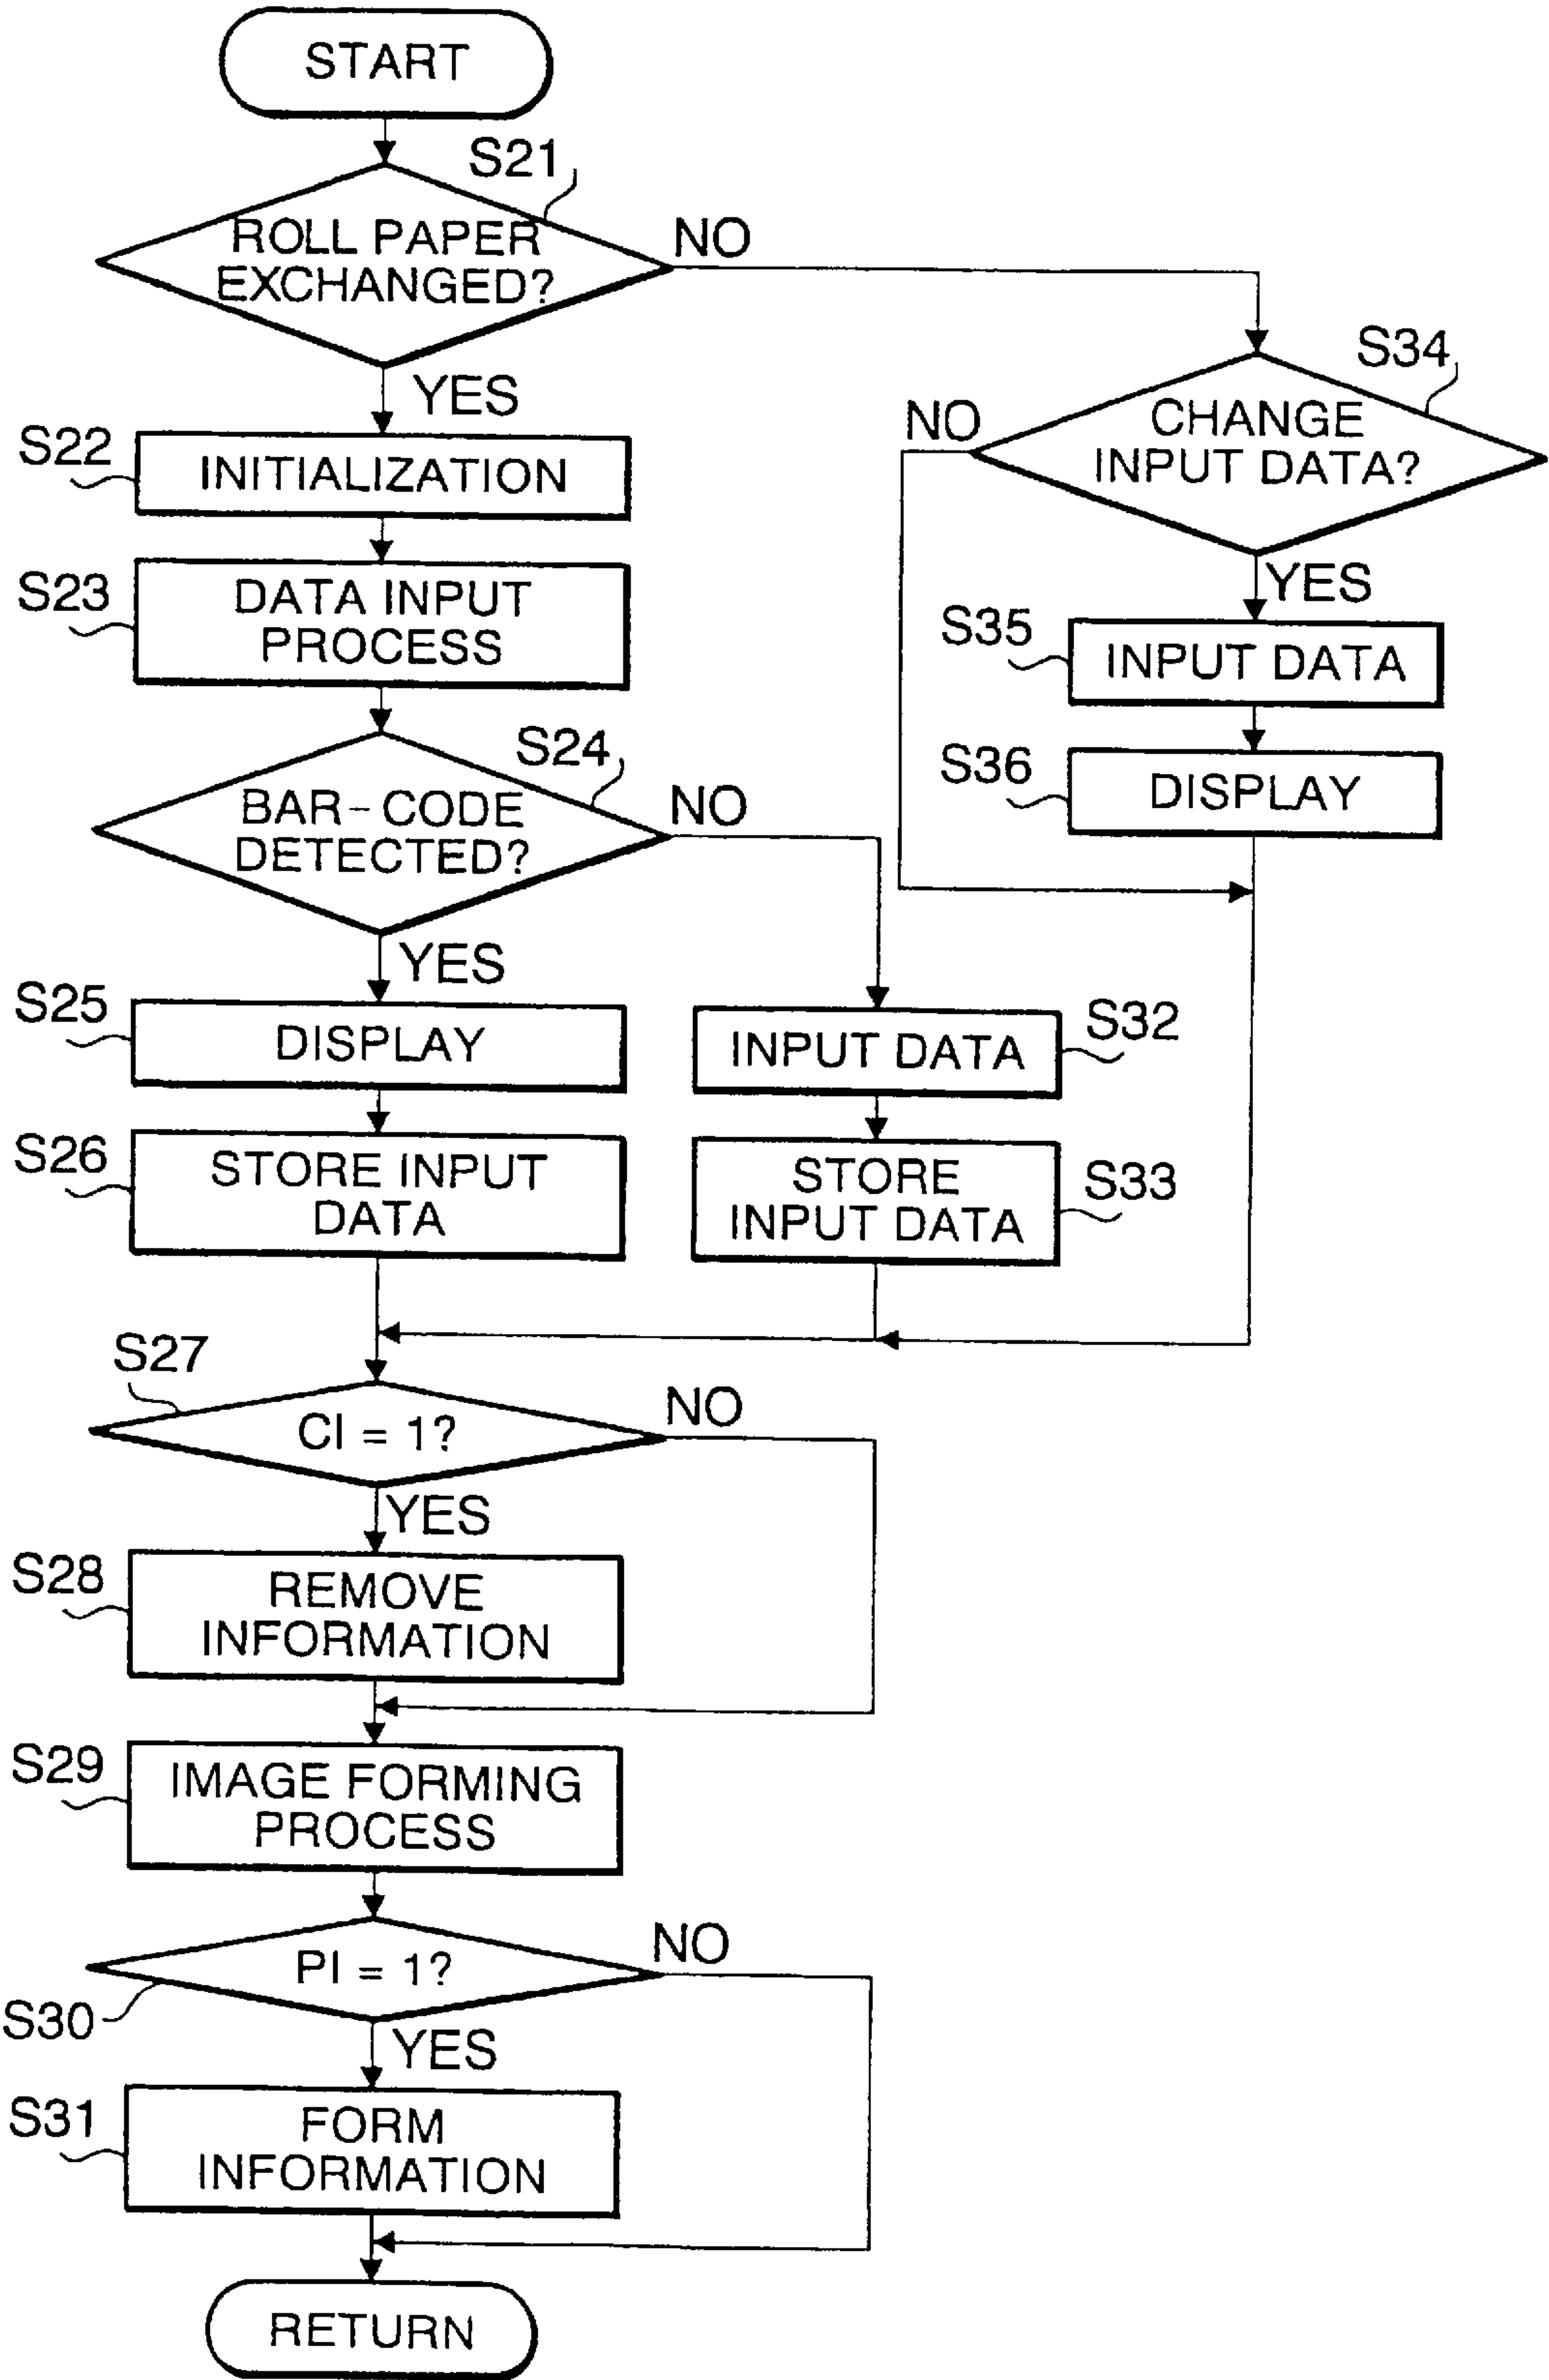 START
S21
ROLL PAPER
EXCHANGED?
NO
YES
S34
CHANGE
INPUT DATA?
NO
YES
S22
INITIALIZATION
S23
DATA INPUT
PROCESS
S35
INPUT DATA
S36
DISPLAY
S24
BAR-CODE
DETECTED?
NO
YES
S25
DISPLAY
S32
INPUT DATA
S26
STORE INPUT
DATA
S33
STORE
INPUT DATA
S27
CI = 1?
NO
YES
S28
REMOVE
INFORMATION
S29
IMAGE FORMING
PROCESS
S30
PI = 1?
NO
YES
S31
FORM
INFORMATION
RETURN